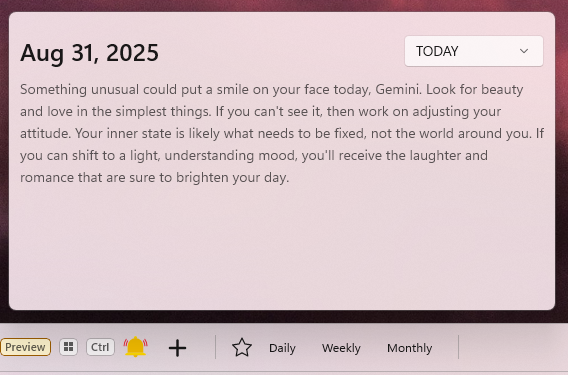 Aug 31, 2025
TODAY
Something unusual could put a smile on your face today, Gemini. Look for beauty
and love in the simplest things. If you can't see it, then work on adjusting your
attitude. Your inner state is likely what needs to be fixed, not the world around you. If
you can shift to a light, understanding mood, you'll receive the laughter and
romance that are sure to brighten your day.
Preview Ctrl Daily Weekly Monthly